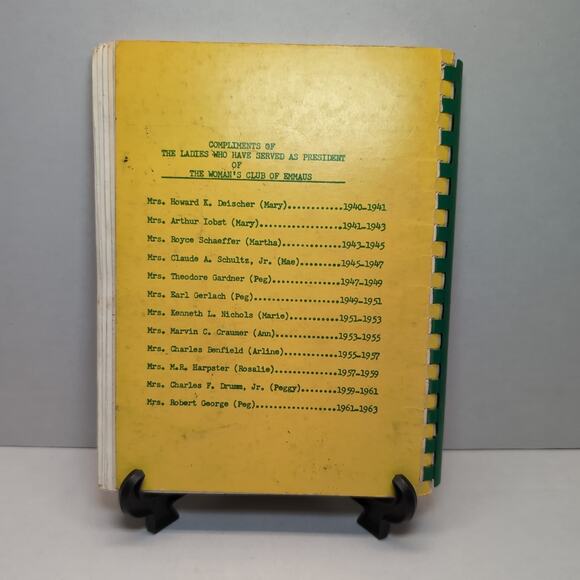 COMPLIMENTS OF
THE LADIES WHO HAVE SERVED AS PRESIDENT
OF
THE WOMAN'S CLUB OF EMMAUS
Mrs. Howard K. Deischer (Mary)............1940-1941
Mrs. Arthur Iobst (Mary)..................1941-1943
Mrs. Royce Schaeffer (Martha).............1943-1945
Mrs. Claude A. Schultz, Jr. (Mae).........1945-1947
Mrs. Theodore Gardner (Peg)...............1947-1949
Mrs. Earl Gerlach (Peg)...................1949-1951
Mrs. Kenneth L. Nichols (Marie)...........1951-1953
Mrs. Marvin C. Craumer (Ann)..............1953-1955
Mrs. Charles Benfield (Arline)............1955-1957
Mrs. M.R. Harpster (Rosalie)..............1957-1959
Mrs. Charles F. Drumm, Jr. (Peggy)........1959-1961
Mrs. Robert George (Peg)..................1961-1963